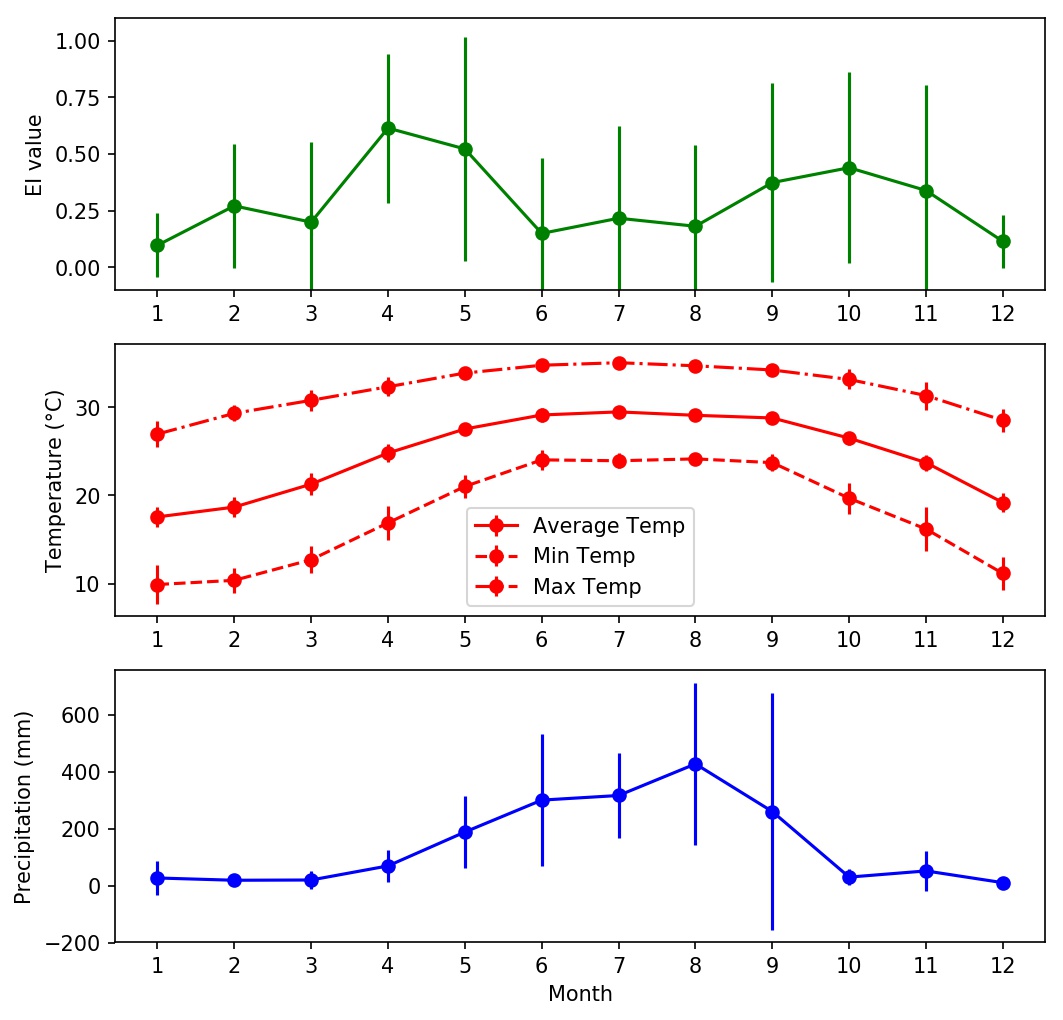 EI value
1.00
0.75
0.50
0.25
0.00
1 2 3 4 5 6 7 8 9 10 11 12
Temperature (°C)
30
20
10
Average Temp
Min Temp
Max Temp
1 2 3 4 5 6 7 8 9 10 11 12
Precipitation (mm)
600
400
200
0
−200
1 2 3 4 5 6 7 8 9 10 11 12
Month